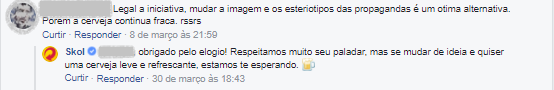 Legal a iniciativa, mudar a imagem e os esteriotipos das propagandas é um otima alternativa.
Porem a cerveja continua fraca. rssrs
Curtir · Responder · 8 de março às 21:59
Skol obrigado pelo elogio! Respeitamos muito seu paladar, mas se mudar de ideia e quiser
uma cerveja leve e refrescante, estamos te esperando.
Curtir · Responder · 30 de março às 18:43